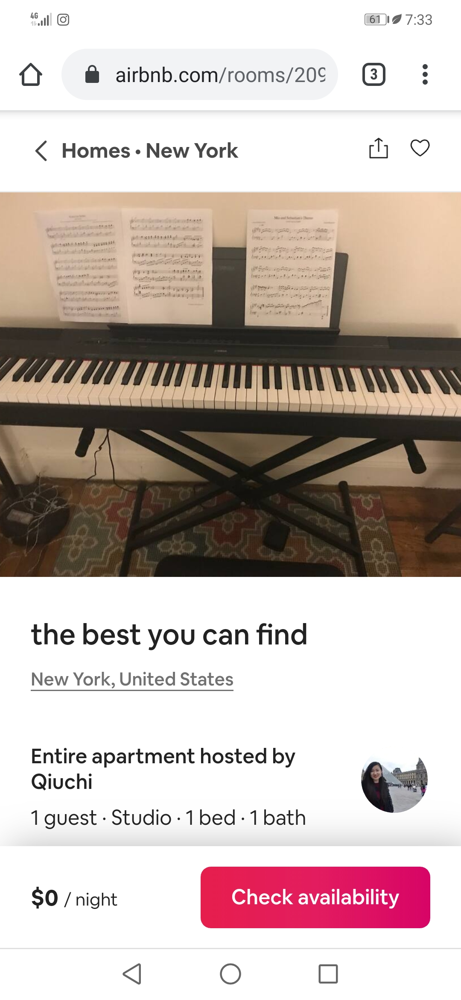 4G
61
7:33
airbnb.com/rooms/209
3
Homes • New York
Mia and Sebastian's Theme
YAMAHA
the best you can find
New York, United States
Entire apartment hosted by
Qiuchi
1 guest · Studio · 1 bed · 1 bath
$0 / night
Check availability